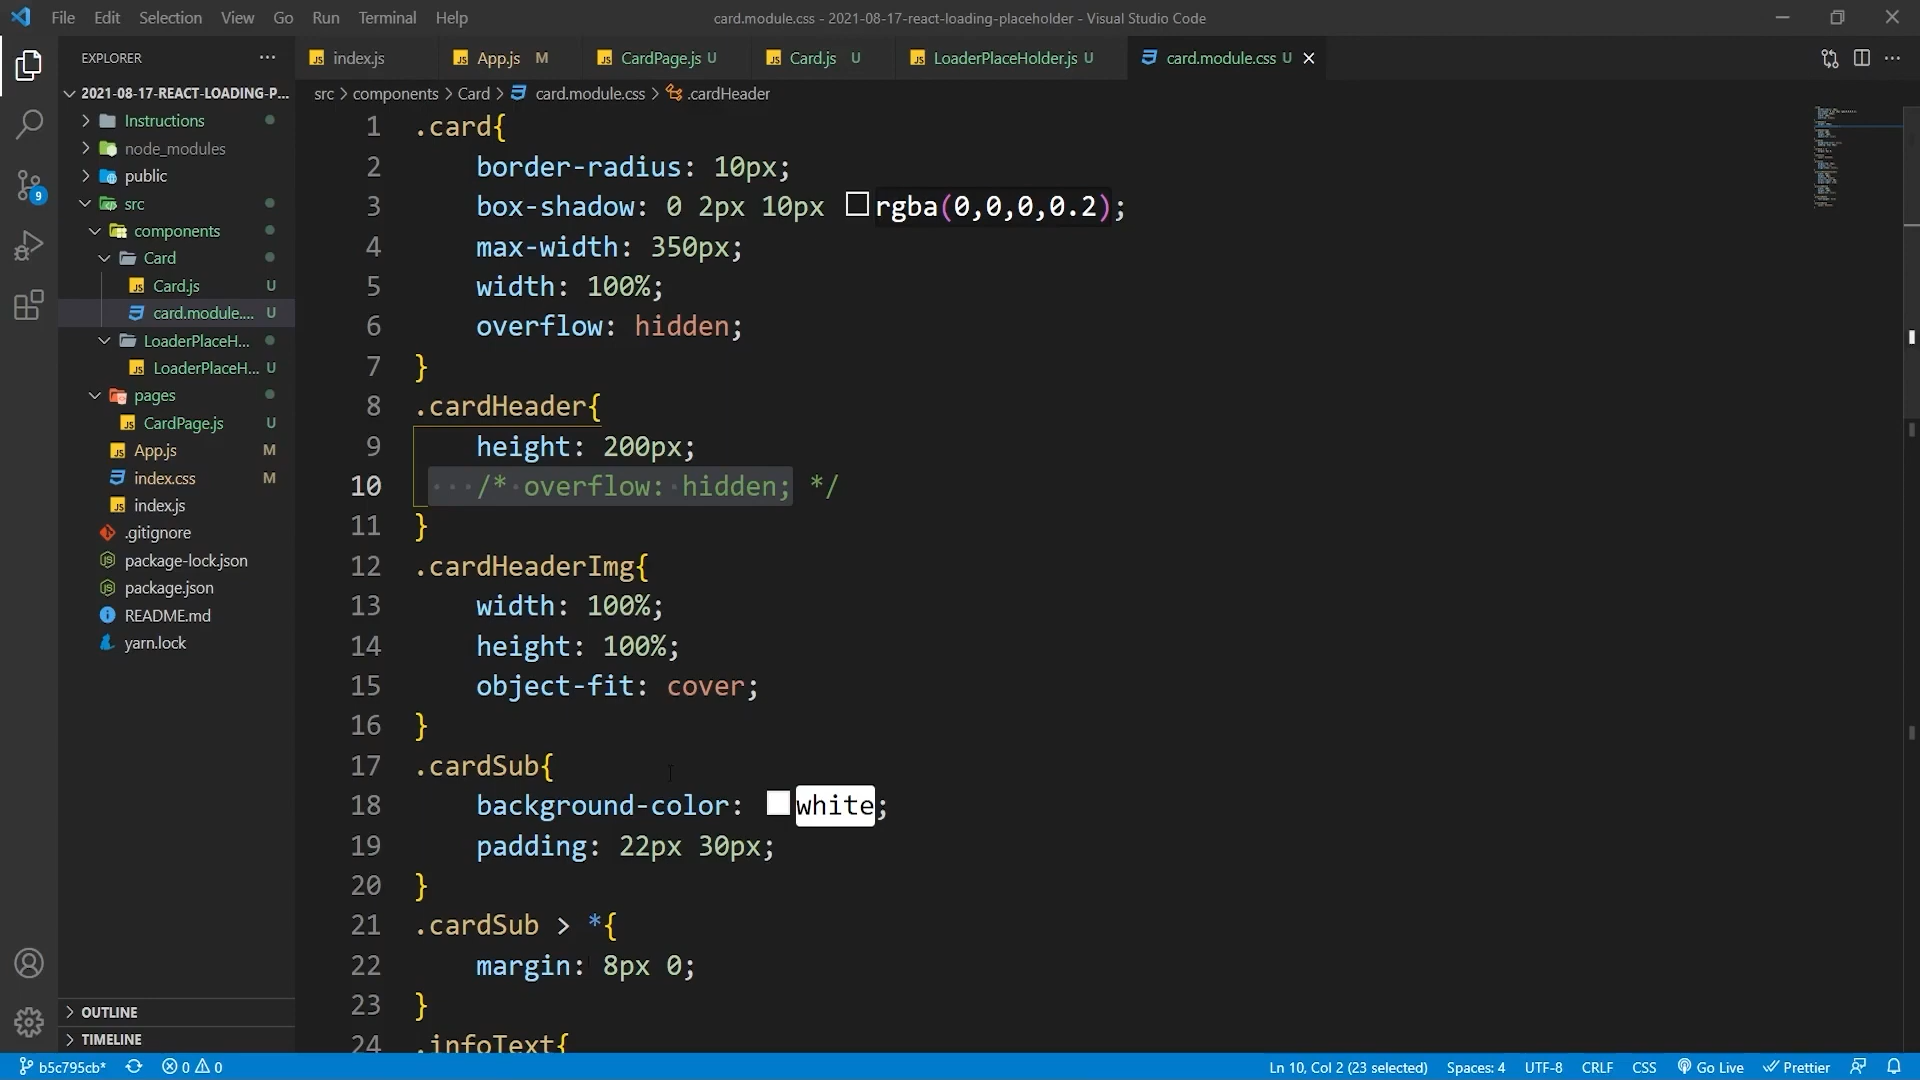 File Edit Selection View Go Run Terminal Help
card.module.css - 2021-08-17-react-loading-placeholder - Visual Studio Code
EXPLORER
index.js
App.js M
CardPage.js U
Card.js U
LoaderPlaceHolder.js U
card.module.css U
src > components > Card > card.module.css > .cardHeader
2021-08-17-REACT-LOADING-P...
Instructions
node_modules
public
src
components
Card
Card.js U
card.module.... U
LoaderPlaceH...
LoaderPlaceH... U
pages
CardPage.js U
App.js M
index.css M
index.js
.gitignore
package-lock.json
package.json
README.md
yarn.lock
OUTLINE
TIMELINE
9
1 .card{
2 border-radius: 10px;
3 box-shadow: 0 2px 10px rgba(0,0,0,0.2);
4 max-width: 350px;
5 width: 100%;
6 overflow: hidden;
7 }
8 .cardHeader{
9 height: 200px;
10 /* overflow: hidden; */
11 }
12 .cardHeaderImg{
13 width: 100%;
14 height: 100%;
15 object-fit: cover;
16 }
17 .cardSub{
18 background-color: white;
19 padding: 22px 30px;
20 }
21 .cardSub > *{
22 margin: 8px 0;
23 }
24 .infoText{
b5c795cb* 0 0
Ln 10, Col 2 (23 selected) Spaces: 4 UTF-8 CRLF CSS Go Live Prettier